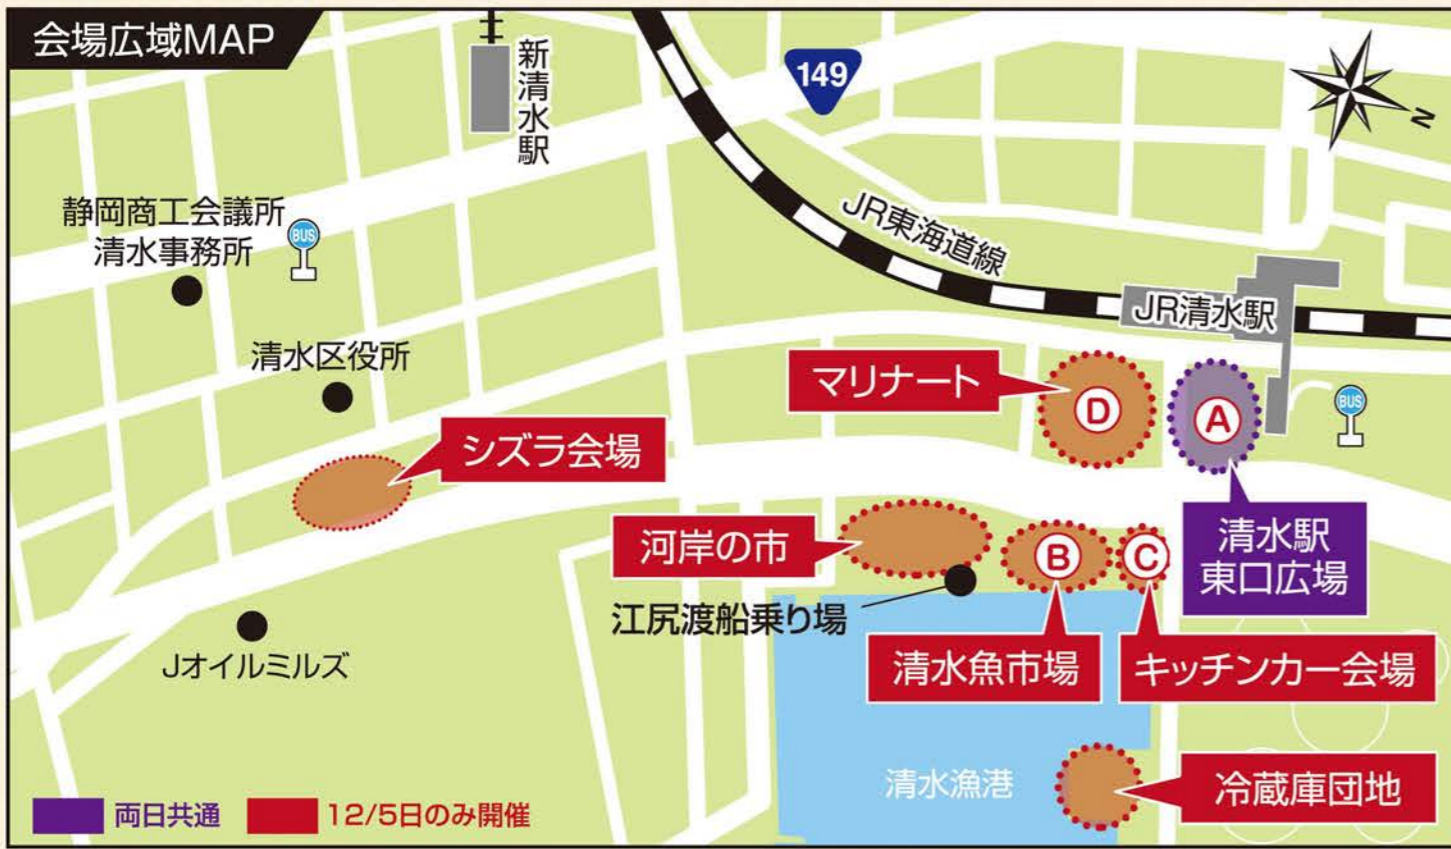 会場広域MAP
新清水駅
149
N
静岡商工会議所
清水事務所
BUS
JR東海道線
JR清水駅
清水区役所
マリナート
D
A
BUS
シズラ会場
河岸の市
B
C
清水駅
東口広場
江尻渡船乗り場
Jオイルミルズ
清水魚市場
キッチンカー会場
清水漁港
冷蔵庫団地
両日共通
12/5日のみ開催